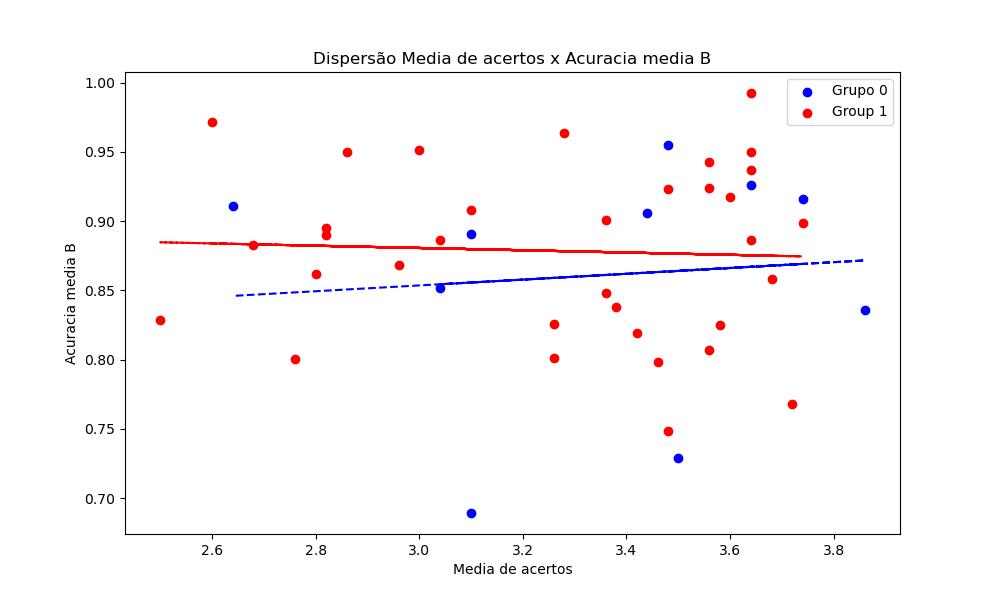 Dispersão Media de acertos x Acuracia media B
Grupo 0
Group 1
1.00
0.95
0.90
0.85
0.80
0.75
0.70
Acuracia media B
2.6
2.8
3.0
3.2
3.4
3.6
3.8
Media de acertos